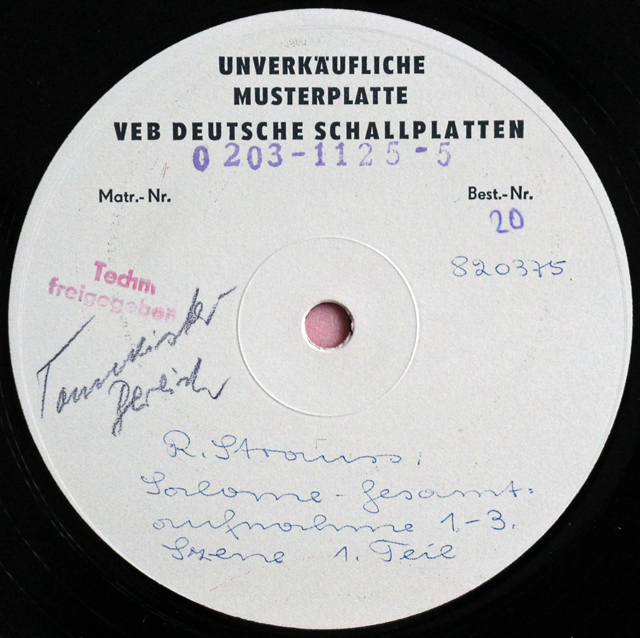 UNVERKÄUFLICHE
MUSTERPLATTE
VEB DEUTSCHE SCHALLPLATTEN
0 203-1125-5
Matr.-Nr.
Best.-Nr.
20
820375
Techn
freigegeben
R. Strauss:
Salome - Gesamt=
aufnahme 1.-3.
Szene 1. Teil